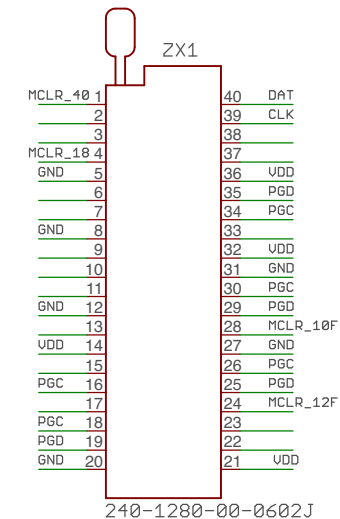 ZX1
MCLR_40 1 40 DAT
2 39 CLK
3 38
MCLR_18 4 37
GND 5 36 VDD
6 35 PGD
7 34 PGC
GND 8 33
9 32 VDD
10 31 GND
11 30 PGC
GND 12 29 PGD
13 28 MCLR_10F
VDD 14 27 GND
15 26 PGC
PGC 16 25 PGD
17 24 MCLR_12F
PGC 18 23
PGD 19 22
GND 20 21 VDD
240-1280-00-0602J